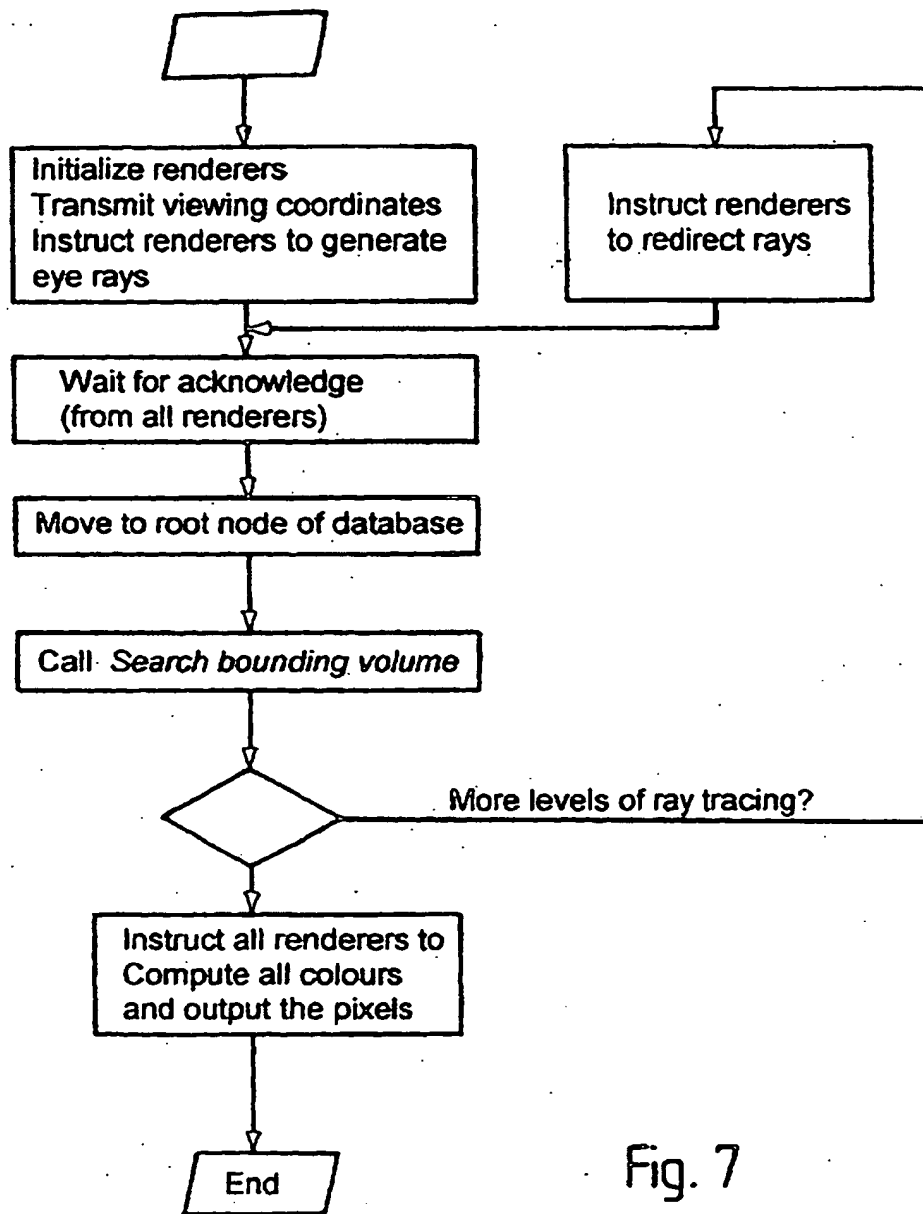 Initialize renderers
Transmit viewing coordinates
Instruct renderers to generate
eye rays
Instruct renderers
to redirect rays
Wait for acknowledge
(from all renderers)
Move to root node of database
Call Search bounding volume
More levels of ray tracing?
Instruct all renderers to
Compute all colours
and output the pixels
End
Fig. 7